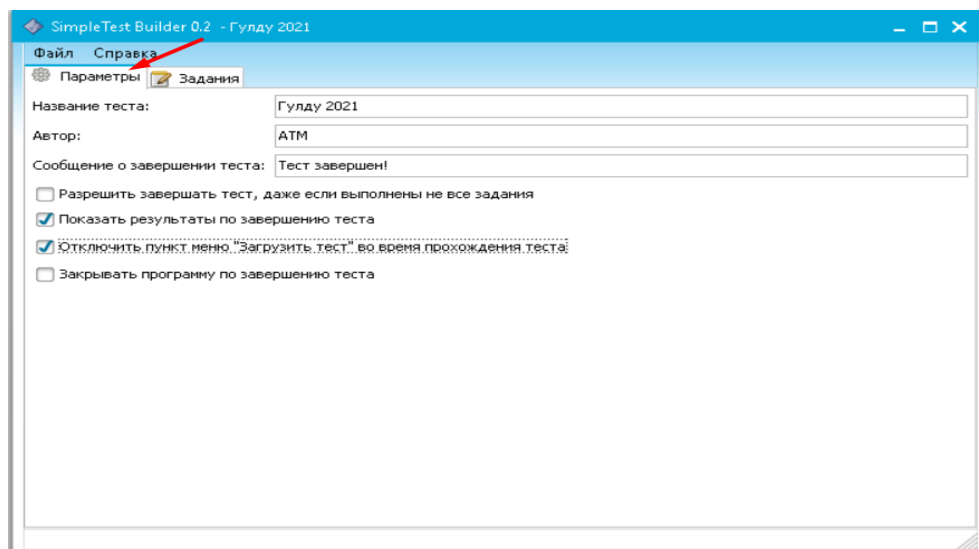 SimpleTest Builder 0.2 - Гулду 2021
Файл Справка
Параметры Задания
Название теста: Гулду 2021
Автор: АТМ
Сообщение о завершении теста: Тест завершен!
Разрешить завершать тест, даже если выполнены не все задания
Показать результаты по завершению теста
Отключить пункт меню "Загрузить тест" во время прохождения теста
Закрывать программу по завершению теста